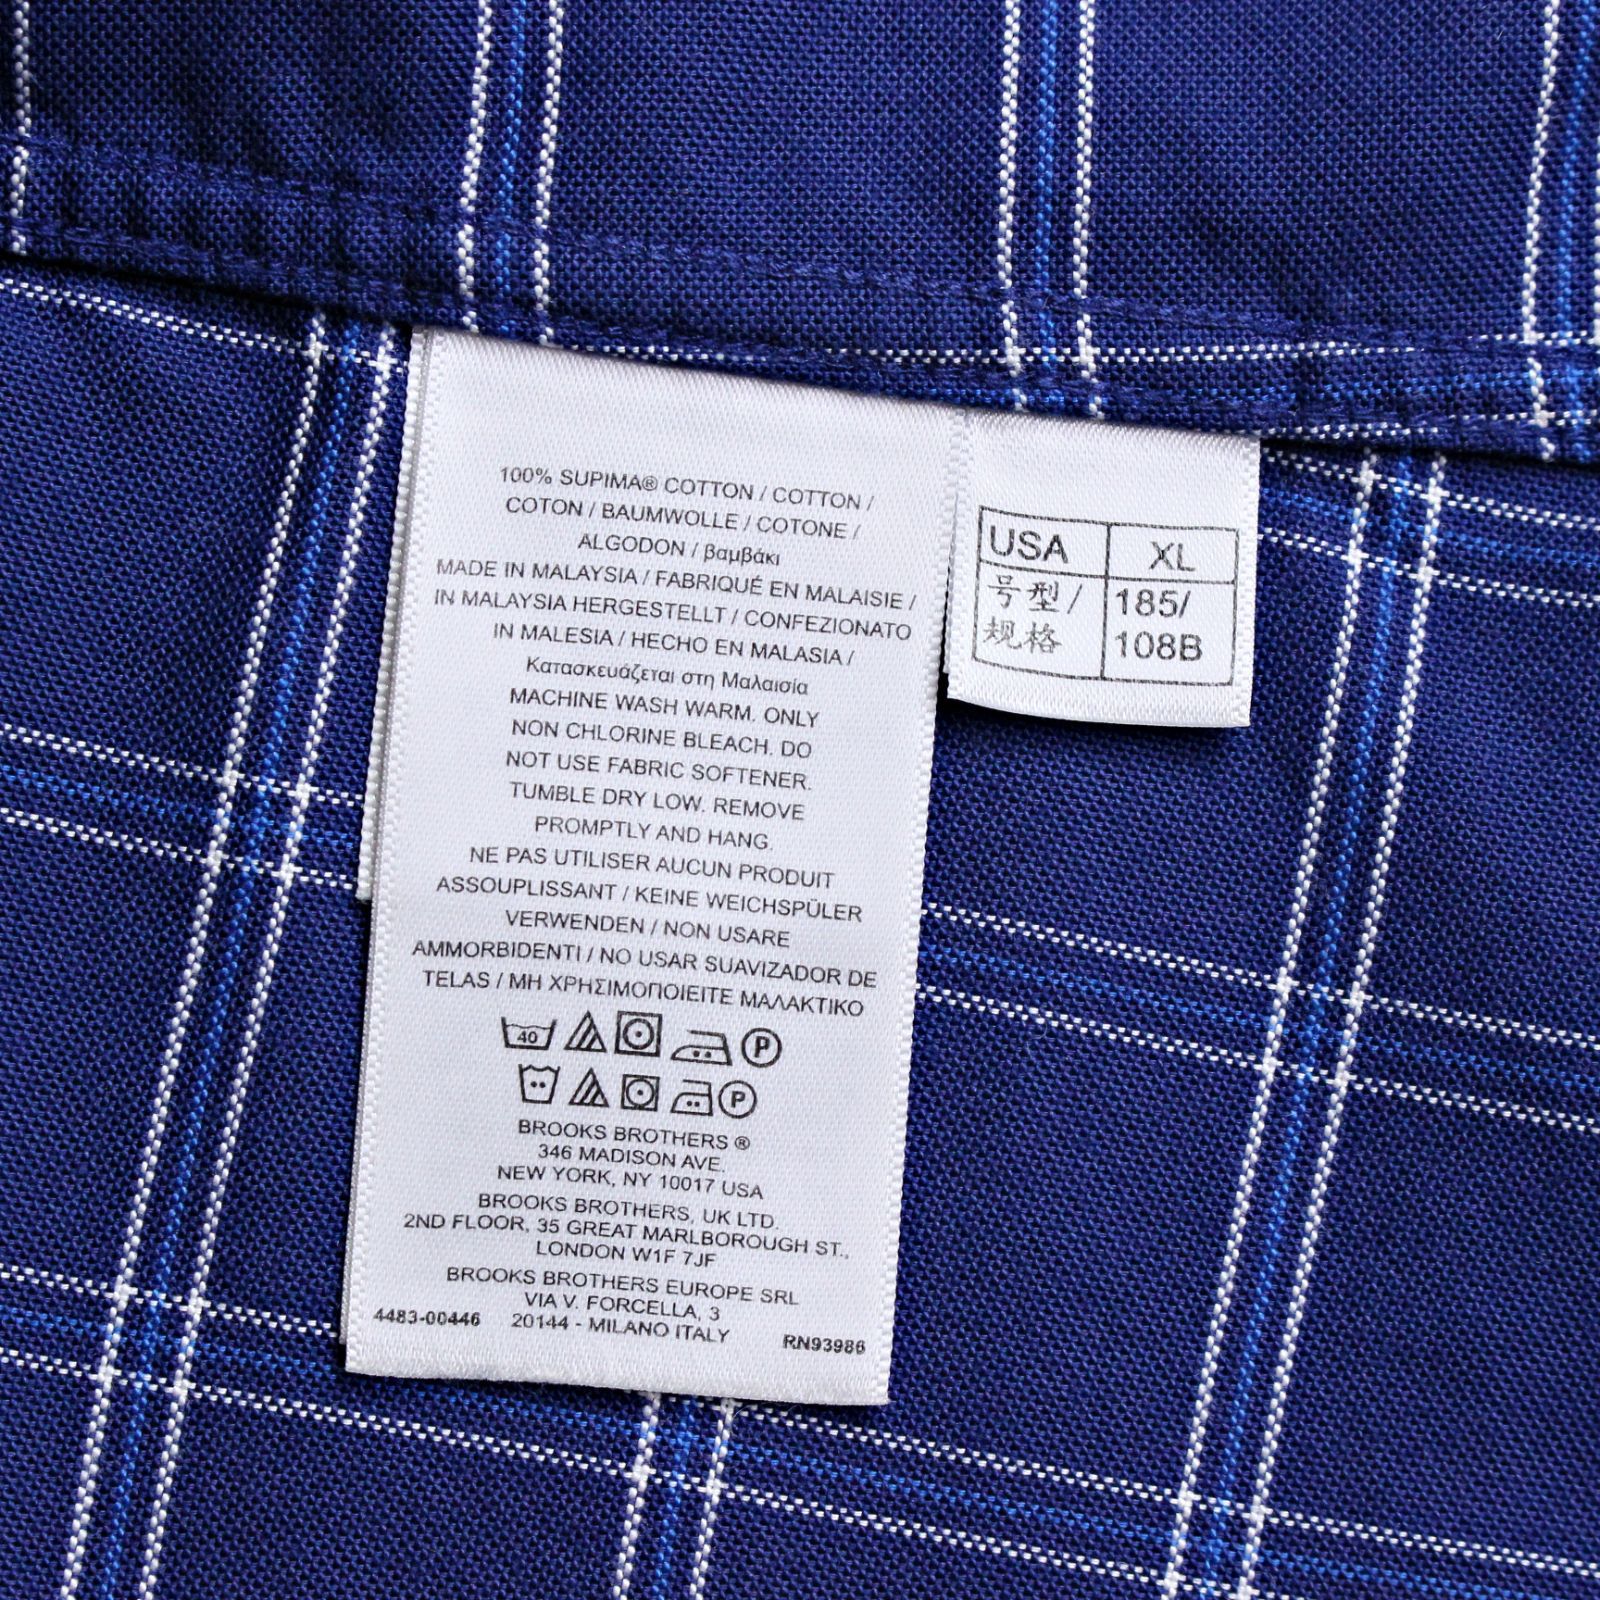 100% SUPIMA® COTTON / COTTON /
COTON / BAUMWOLLE / COTONE /
ALGODON / βαμβάκι
MADE IN MALAYSIA / FABRIQUÉ EN MALAISIE /
IN MALAYSIA HERGESTELLT / CONFEZIONATO
IN MALESIA / HECHO EN MALASIA /
Κατασκευάζεται στη Μαλαισία
MACHINE WASH WARM. ONLY
NON CHLORINE BLEACH. DO
NOT USE FABRIC SOFTENER.
TUMBLE DRY LOW. REMOVE
PROMPTLY AND HANG.
NE PAS UTILISER AUCUN PRODUIT
ASSOUPLISSANT / KEINE WEICHSPÜLER
VERWENDEN / NON USARE
AMMORBIDENTI / NO USAR SUAVIZADOR DE
TELAS / ΜΗ ΧΡΗΣΙΜΟΠΟΙΕΙΤΕ ΜΑΛΑΚΤΙΚΟ
40 P
P
BROOKS BROTHERS ®
346 MADISON AVE.
NEW YORK, NY 10017 USA
BROOKS BROTHERS, UK LTD.
2ND FLOOR, 35 GREAT MARLBOROUGH ST.,
LONDON W1F 7JF
BROOKS BROTHERS EUROPE SRL
VIA V. FORCELLA, 3
4483-00446 20144 - MILANO ITALY RN93986
USA XL
号型/ 185/
规格 108B